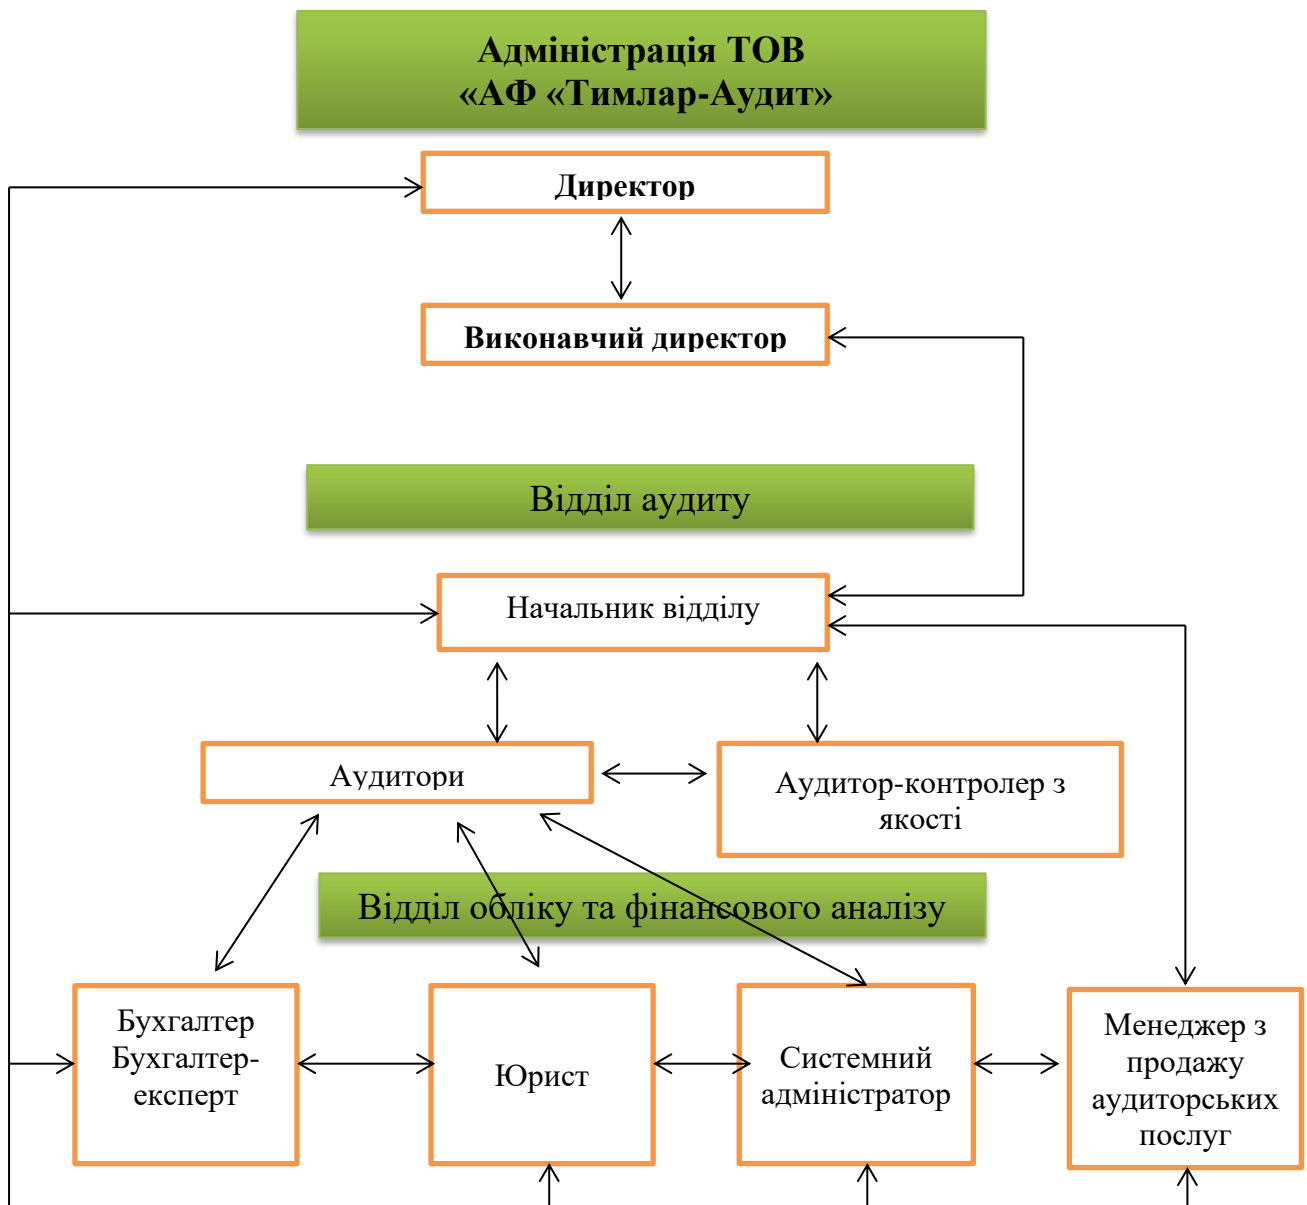 Адміністрація ТОВ
«АФ «Тимлар-Аудит»
Директор
Виконавчий директор
Відділ аудиту
Начальник відділу
Аудитори
Аудитор-контролер з
якості
Відділ обліку та фінансового аналізу
Бухгалтер
Бухгалтер-
експерт
Юрист
Системний
адміністратор
Менеджер з
продажу
аудиторських
послуг